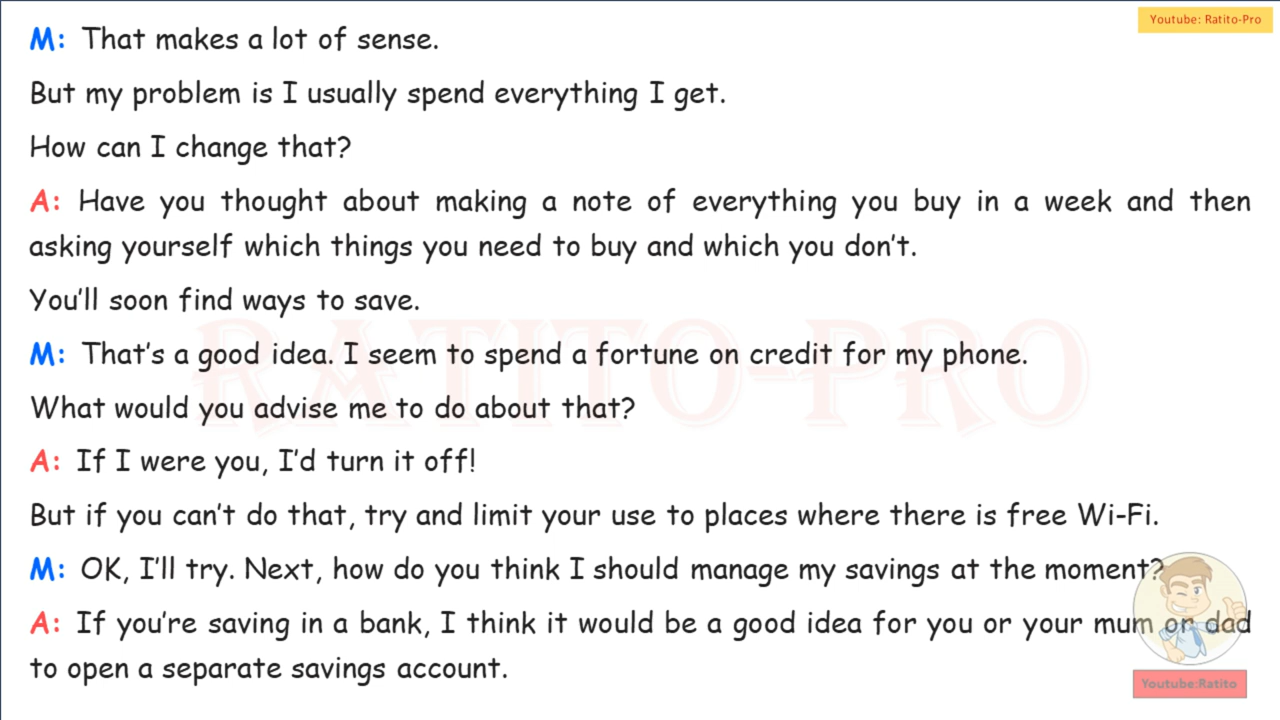 Youtube: Ratito-Pro
M: That makes a lot of sense.
But my problem is I usually spend everything I get.
How can I change that?
A: Have you thought about making a note of everything you buy in a week and then
asking yourself which things you need to buy and which you don't.
You'll soon find ways to save.
RATITO-PRO
M: That's a good idea. I seem to spend a fortune on credit for my phone.
What would you advise me to do about that?
A: If I were you, I'd turn it off!
But if you can't do that, try and limit your use to places where there is free Wi-Fi.
M: OK, I'll try. Next, how do you think I should manage my savings at the moment?
A: If you're saving in a bank, I think it would be a good idea for you or your mum or dad
to open a separate savings account.
Youtube:Ratito